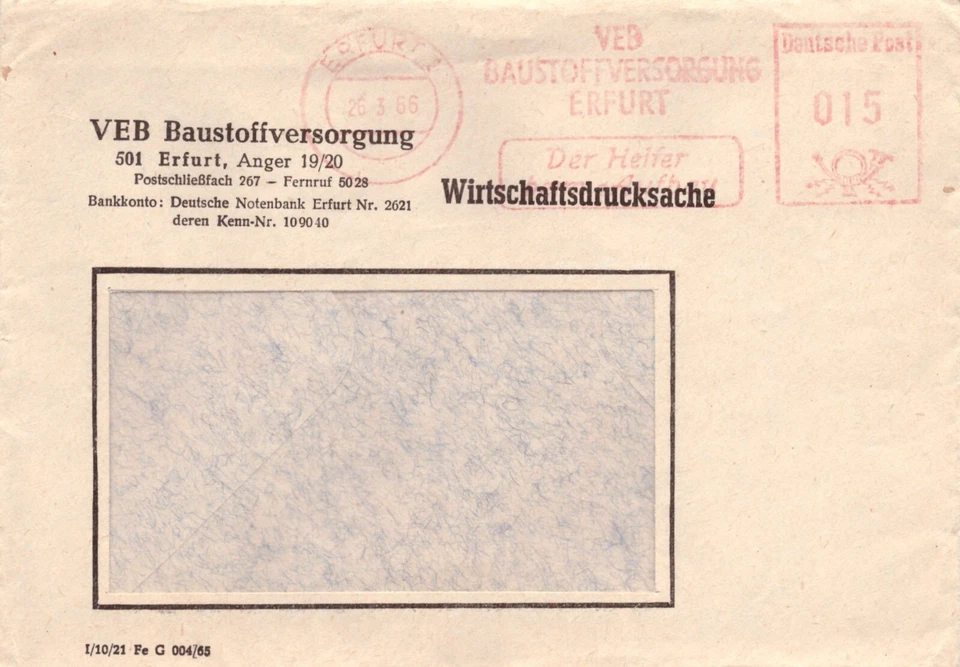 ERFURT 2
26.3.66
VEB
BAUSTOFFVERSORGUNG
ERFURT
Der Helfer
Deutsche Post
015
VEB Baustoffversorgung
501 Erfurt, Anger 19/20
Postschließfach 267 – Fernruf 5028
Bankkonto: Deutsche Notenbank Erfurt Nr. 2621
deren Kenn-Nr. 109040
Wirtschaftsdrucksache
I/10/21 Fe G 004/65